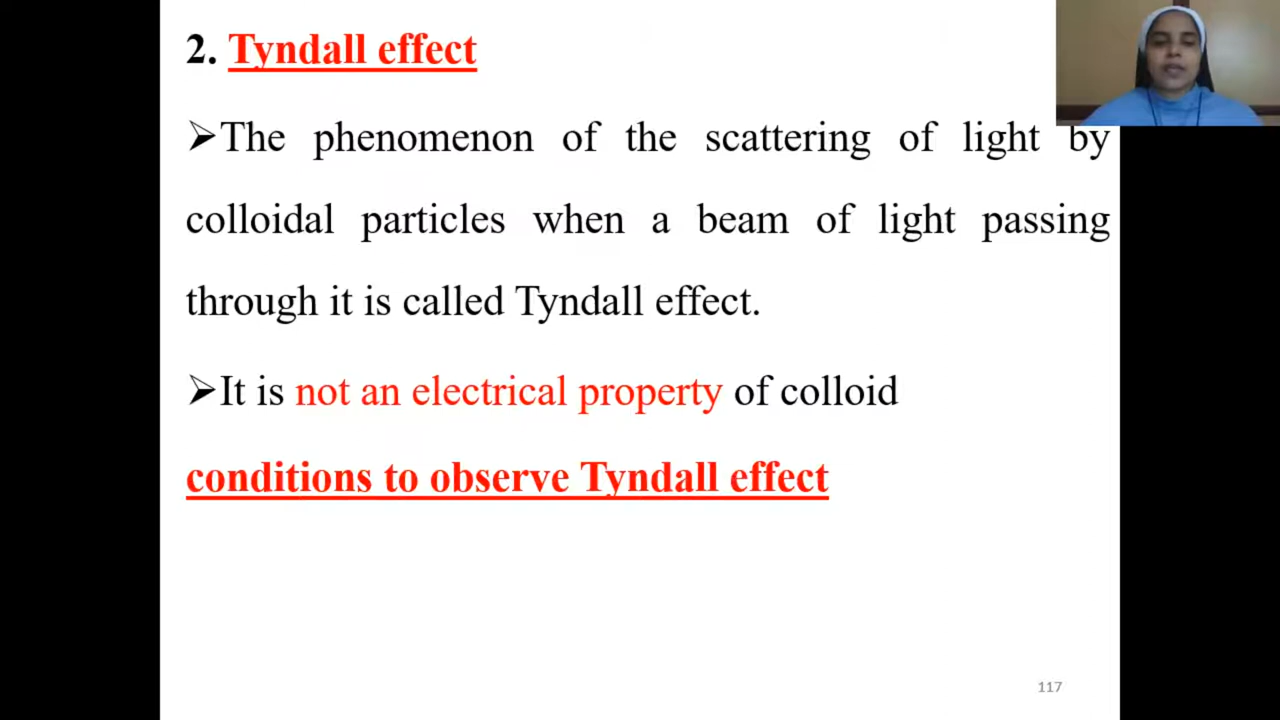 2. Tyndall effect
➢The phenomenon of the scattering of light by
colloidal particles when a beam of light passing
through it is called Tyndall effect.
➢It is not an electrical property of colloid
conditions to observe Tyndall effect
117